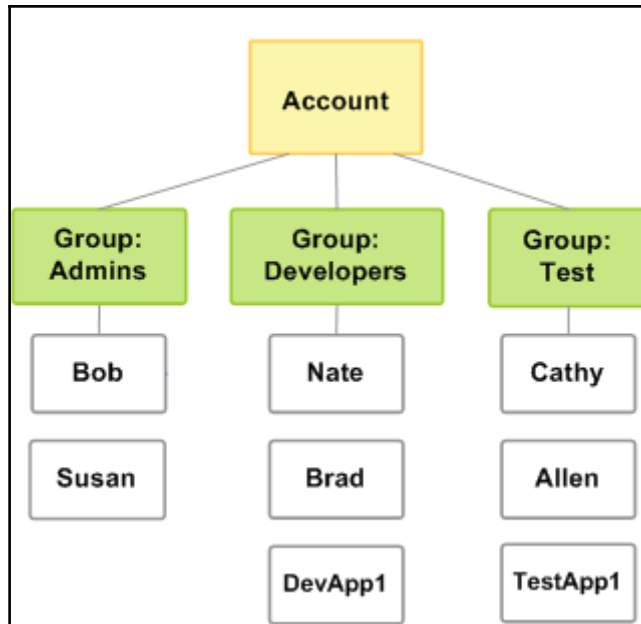 Account
Group:
Admins
Group:
Developers
Group:
Test
Bob
Nate
Cathy
Susan
Brad
Allen
DevApp1
TestApp1